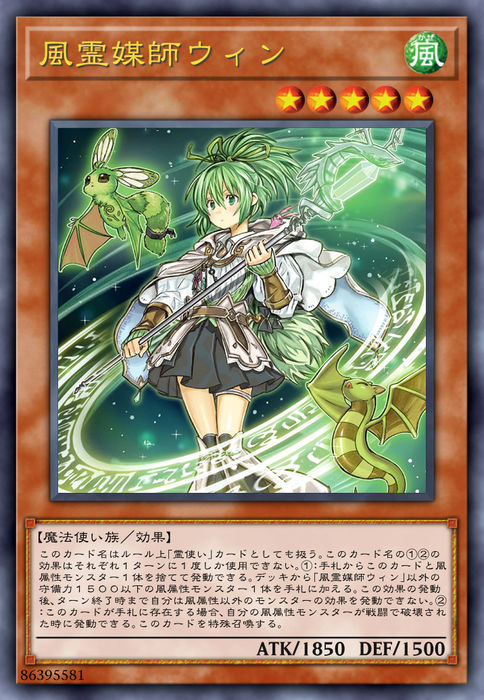 風霊媒師ウィン
かぜ
風
【魔法使い族／効果】
このカード名はルール上「霊使い」カードとしても扱う。このカード名の①②の
効果はそれぞれ１ターンに１度しか使用できない。①：手札からこのカードと風
属性モンスター１体を捨てて発動できる。デッキから「風霊媒師ウィン」以外の
守備力１５００以下の風属性モンスター１体を手札に加える。この効果の発動
後、ターン終了時まで自分は風属性以外のモンスターの効果を発動できない。②
：このカードが手札に存在する場合、自分の風属性モンスターが戦闘で破壊され
た時に発動できる。このカードを特殊召喚する。
ATK/1850 DEF/1500
86395581